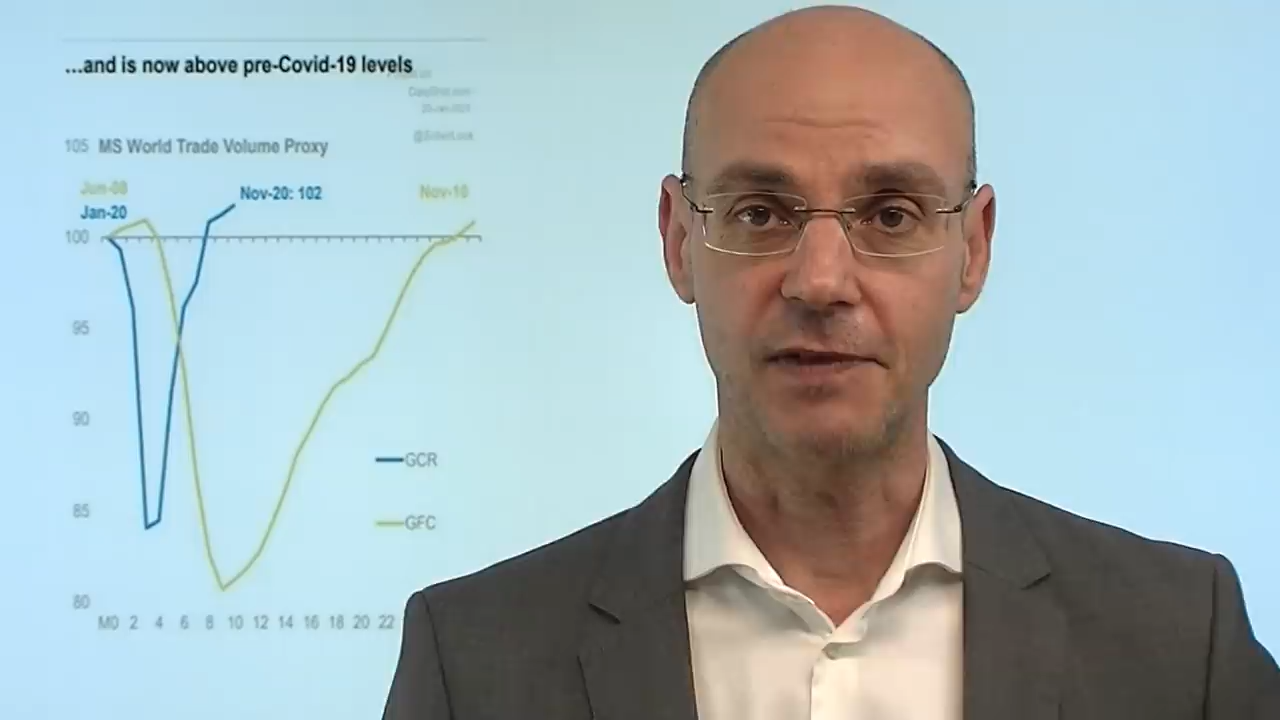 ...and is now above pre-Covid-19 levels
105 MS World Trade Volume Proxy
Jun-08
Nov-20: 102
Nov-10
Jan-20
100
95
90
GCR
85
GFC
80
M0 2 4 6 8 10 12 14 16 18 20 22